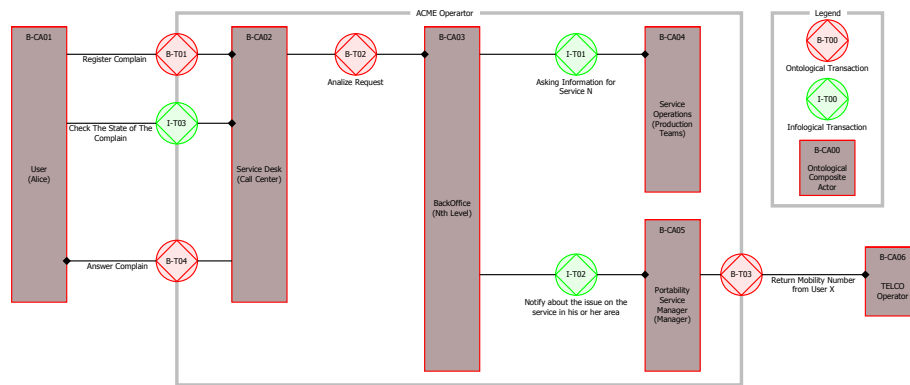 ACME Operartor
Legend
B-CA01
B-T01
Register Complain
I-T03
Check The State of The
Complain
User
(Alice)
B-T04
Answer Complain
B-CA02
Service Desk
(Call Center)
B-T02
Analize Request
B-CA03
BackOffice
(Nth Level)
I-T01
Asking Information for
Service N
B-CA04
Service
Operations
(Production
Teams)
I-T02
Notify about the issue on the
service in his or her area
B-CA05
Portability
Service
Manager
(Manager)
B-T03
Return Mobility Number
from User X
B-CA06
TELCO
Operator
B-T00
Ontological Transaction
I-T00
Infological Transaction
B-CA00
Ontological
Composite
Actor